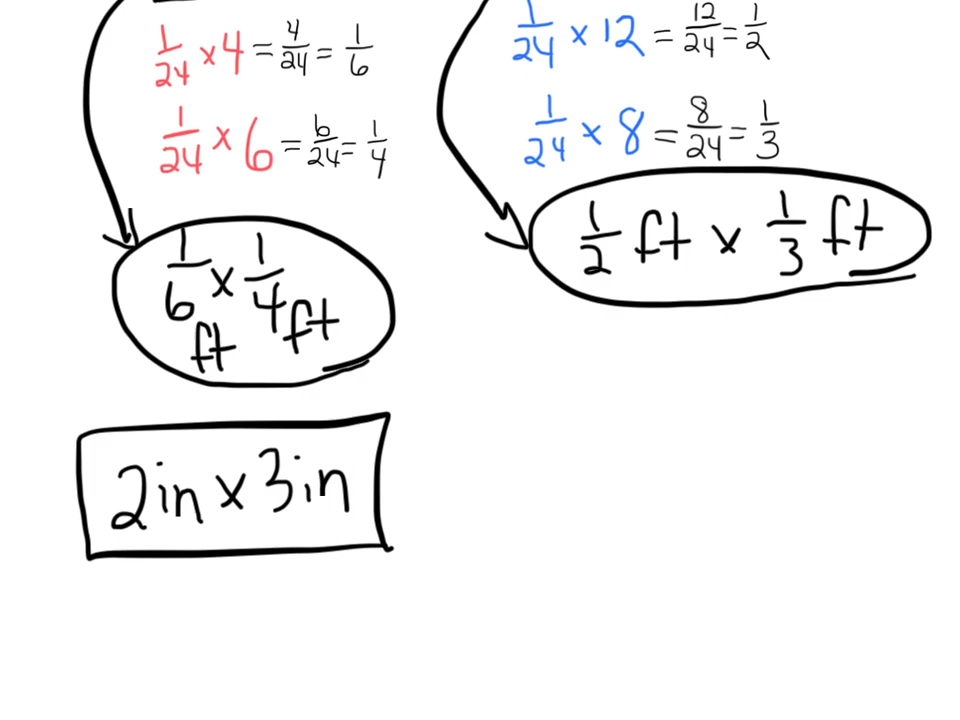 1/24 × 4 = 4/24 = 1/6
1/24 × 6 = 6/24 = 1/4
1/6 ft × 1/4 ft
2in × 3in
1/24 × 12 = 12/24 = 1/2
1/24 × 8 = 8/24 = 1/3
1/2 ft × 1/3 ft